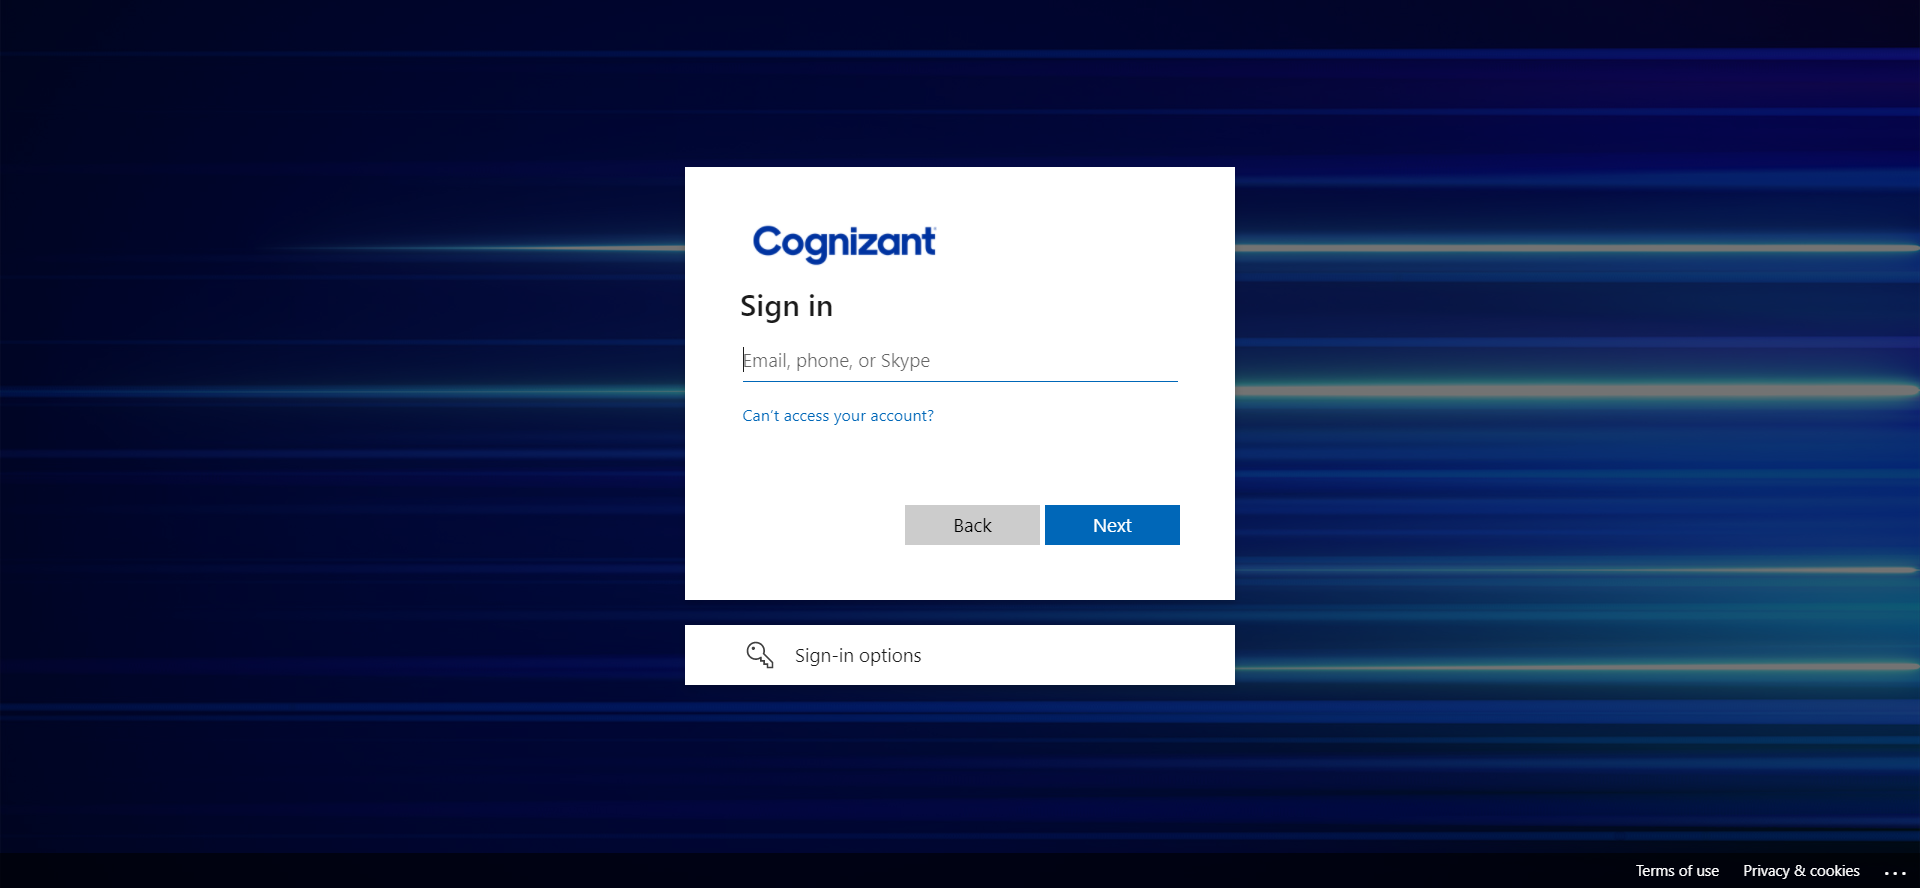 Cognizant
Sign in
Email, phone, or Skype
Can't access your account?
Back
Next
Sign-in options
Terms of use
Privacy & cookies
...